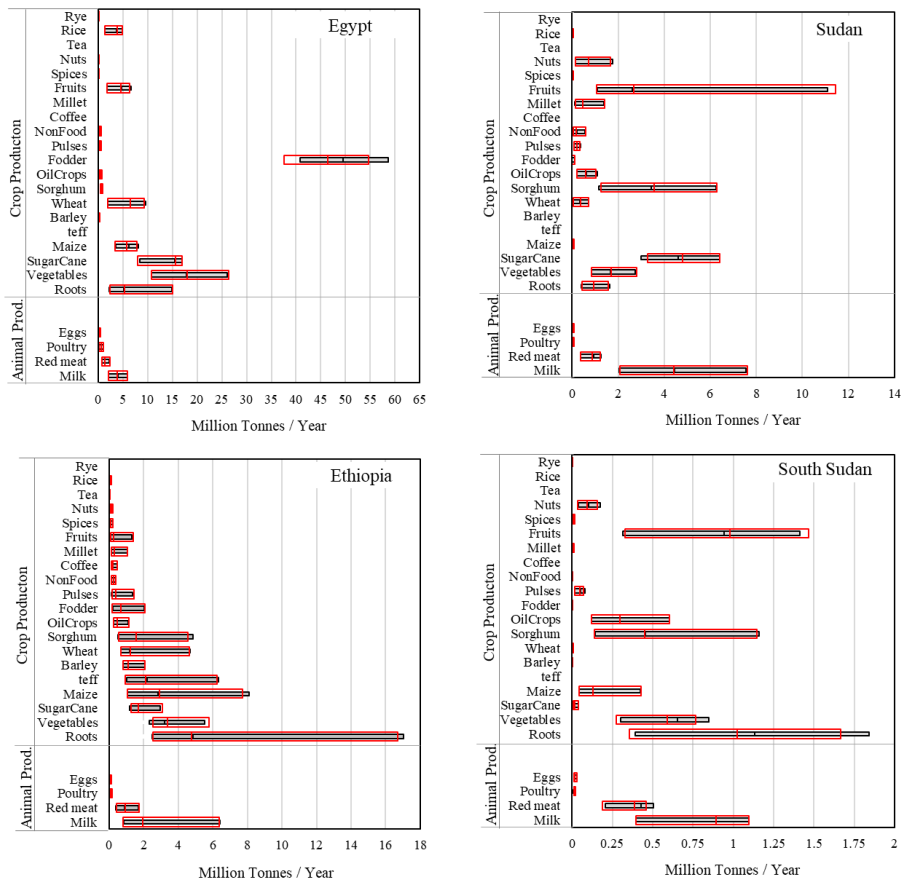 Egypt
Crop Producton
Animal Prod.
Rye
Rice
Tea
Nuts
Spices
Fruits
Millet
Coffee
NonFood
Pulses
Fodder
OilCrops
Sorghum
Wheat
Barley
teff
Maize
SugarCane
Vegetables
Roots
Eggs
Poultry
Red meat
Milk
0 5 10 15 20 25 30 35 40 45 50 55 60 65
Million Tonnes / Year
Sudan
Crop Producton
Animal Prod.
Rye
Rice
Tea
Nuts
Spices
Fruits
Millet
Coffee
NonFood
Pulses
Fodder
OilCrops
Sorghum
Wheat
Barley
teff
Maize
SugarCane
Vegetables
Roots
Eggs
Poultry
Red meat
Milk
0 2 4 6 8 10 12 14
Million Tonnes / Year
Ethiopia
Crop Producton
Animal Prod.
Rye
Rice
Tea
Nuts
Spices
Fruits
Millet
Coffee
NonFood
Pulses
Fodder
OilCrops
Sorghum
Wheat
Barley
teff
Maize
SugarCane
Vegetables
Roots
Eggs
Poultry
Red meat
Milk
0 2 4 6 8 10 12 14 16 18
Million Tonnes / Year
South Sudan
Crop Producton
Animal Prod.
Rye
Rice
Tea
Nuts
Spices
Fruits
Millet
Coffee
NonFood
Pulses
Fodder
OilCrops
Sorghum
Wheat
Barley
teff
Maize
SugarCane
Vegetables
Roots
Eggs
Poultry
Red meat
Milk
0 0.25 0.5 0.75 1 1.25 1.5 1.75 2
Million Tonnes / Year